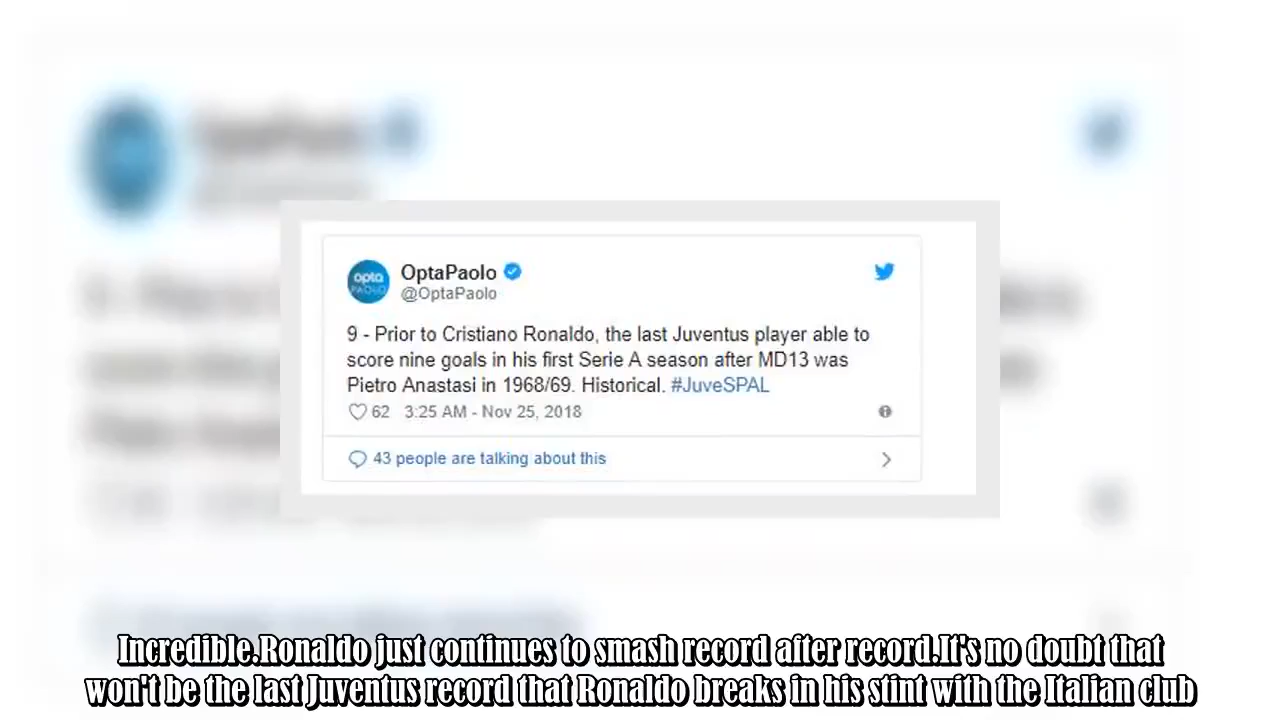 opta
PAOLO
OptaPaolo
@OptaPaolo
9 - Prior to Cristiano Ronaldo, the last Juventus player able to
score nine goals in his first Serie A season after MD13 was
Pietro Anastasi in 1968/69. Historical. #JuveSPAL
62 3:25 AM - Nov 25, 2018
43 people are talking about this
Incredible.Ronaldo just continues to smash record after record.It's no doubt that
won't be the last Juventus record that Ronaldo breaks in his stint with the Italian club